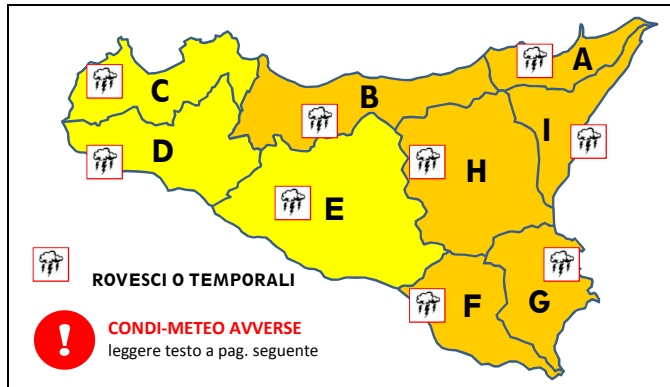 A
C
B
I
D
H
E
F
G
ROVESCI O TEMPORALI
!
CONDI-METEO AVVERSE
leggere testo a pag. seguente